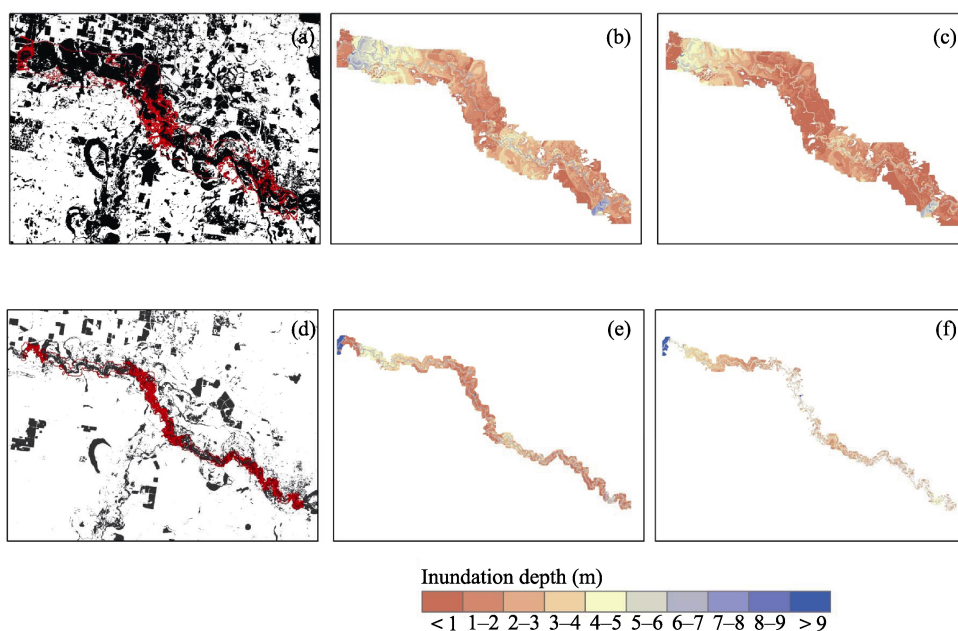 (a)
(b)
(c)
(d)
(e)
(f)
Inundation depth (m)
< 1 1–2 2–3 3–4 4–5 5–6 6–7 7–8 8–9 > 9